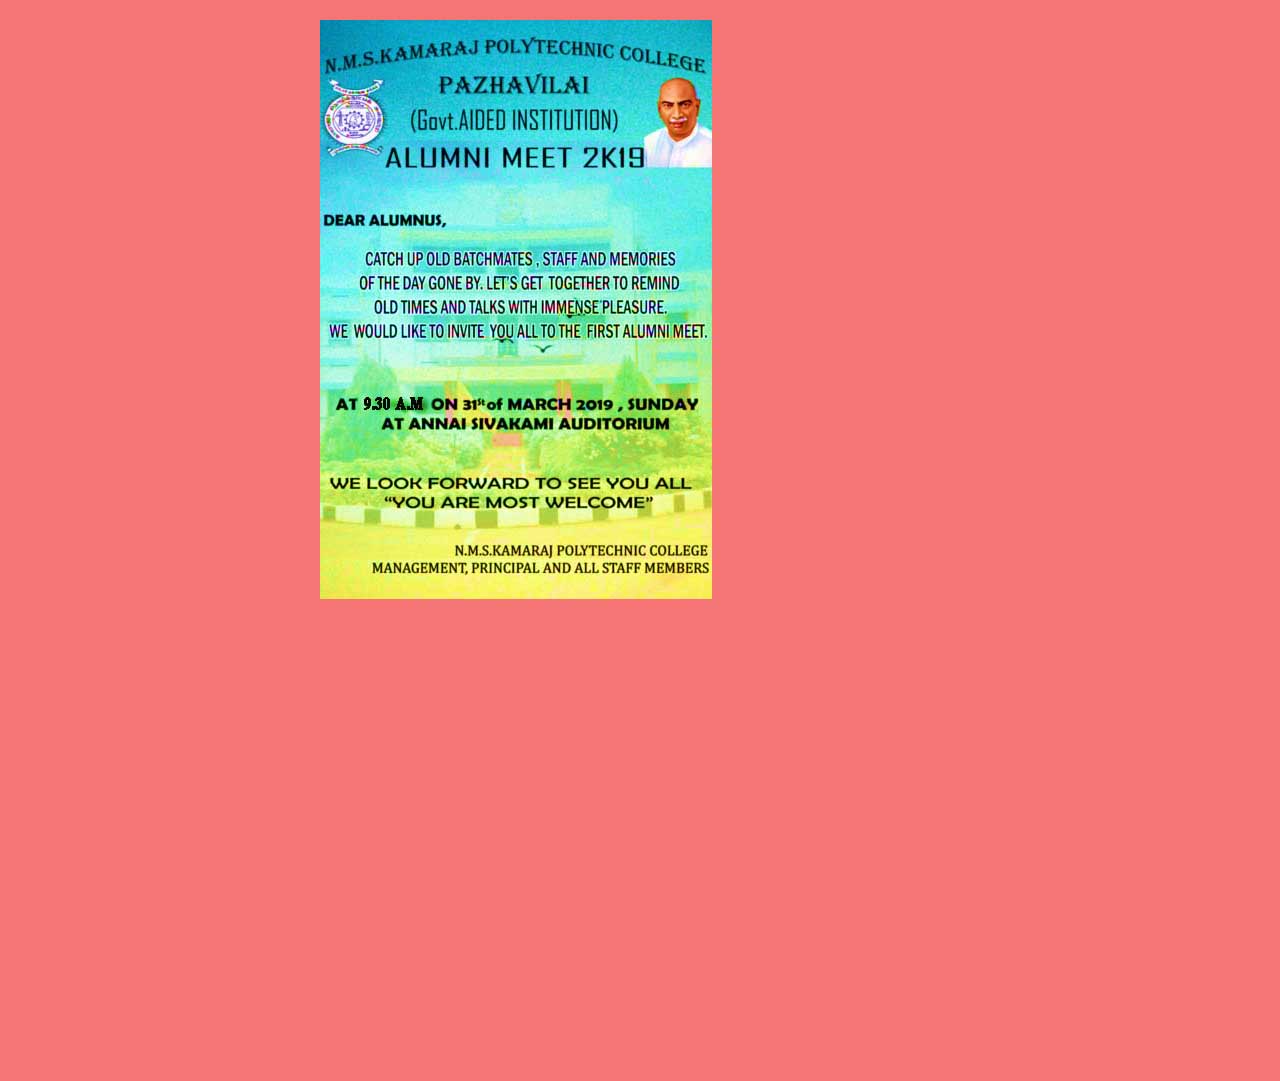 N.M.S.KAMARAJ POLYTECHNIC COLLEGE
PAZHAVILAI
(Govt.AIDED INSTITUTION)
ALUMNI MEET 2K19
DEAR ALUMNUS,
CATCH UP OLD BATCHMATES , STAFF AND MEMORIES
OF THE DAY GONE BY. LET'S GET TOGETHER TO REMIND
OLD TIMES AND TALKS WITH IMMENSE PLEASURE.
WE WOULD LIKE TO INVITE YOU ALL TO THE FIRST ALUMNI MEET.
AT 9.30 A.M ON 31st of MARCH 2019 , SUNDAY
AT ANNAI SIVAKAMI AUDITORIUM
WE LOOK FORWARD TO SEE YOU ALL
“YOU ARE MOST WELCOME”
N.M.S.KAMARAJ POLYTECHNIC COLLEGE
MANAGEMENT, PRINCIPAL AND ALL STAFF MEMBERS